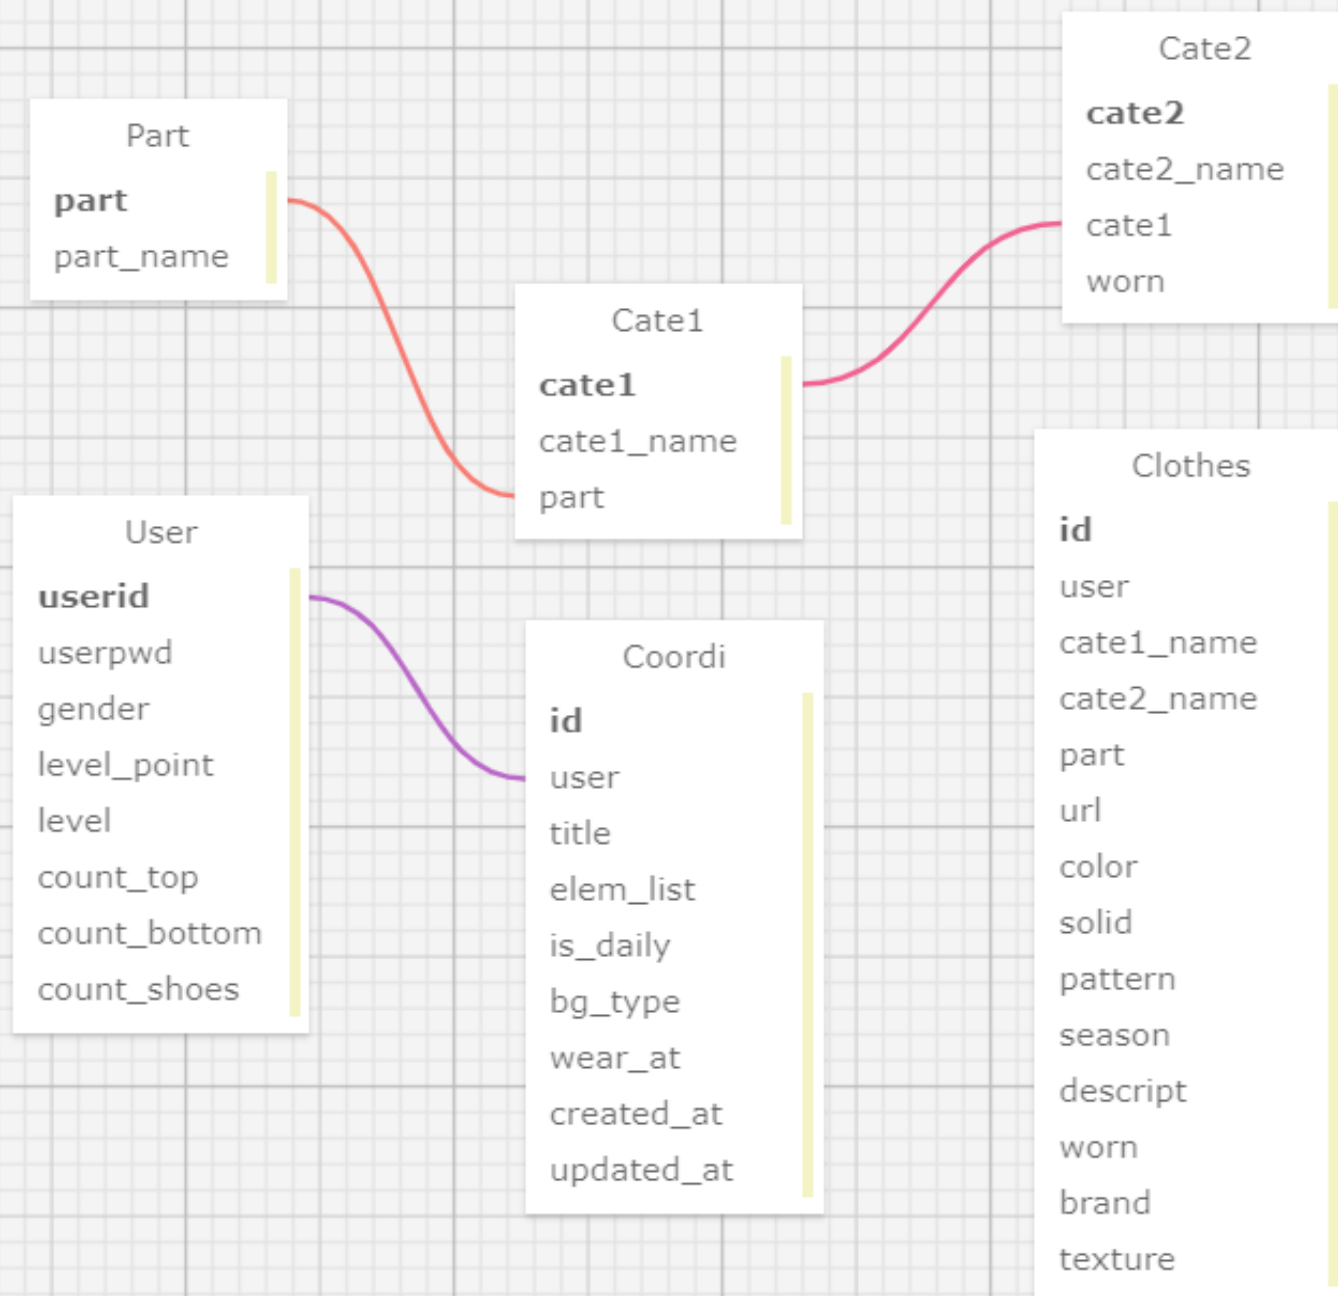 Part
part
part_name
User
userid
userpwd
gender
level_point
level
count_top
count_bottom
count_shoes
Cate1
cate1
cate1_name
part
Coordi
id
user
title
elem_list
is_daily
bg_type
wear_at
created_at
updated_at
Cate2
cate2
cate2_name
cate1
worn
Clothes
id
user
cate1_name
cate2_name
part
url
color
solid
pattern
season
descript
worn
brand
texture